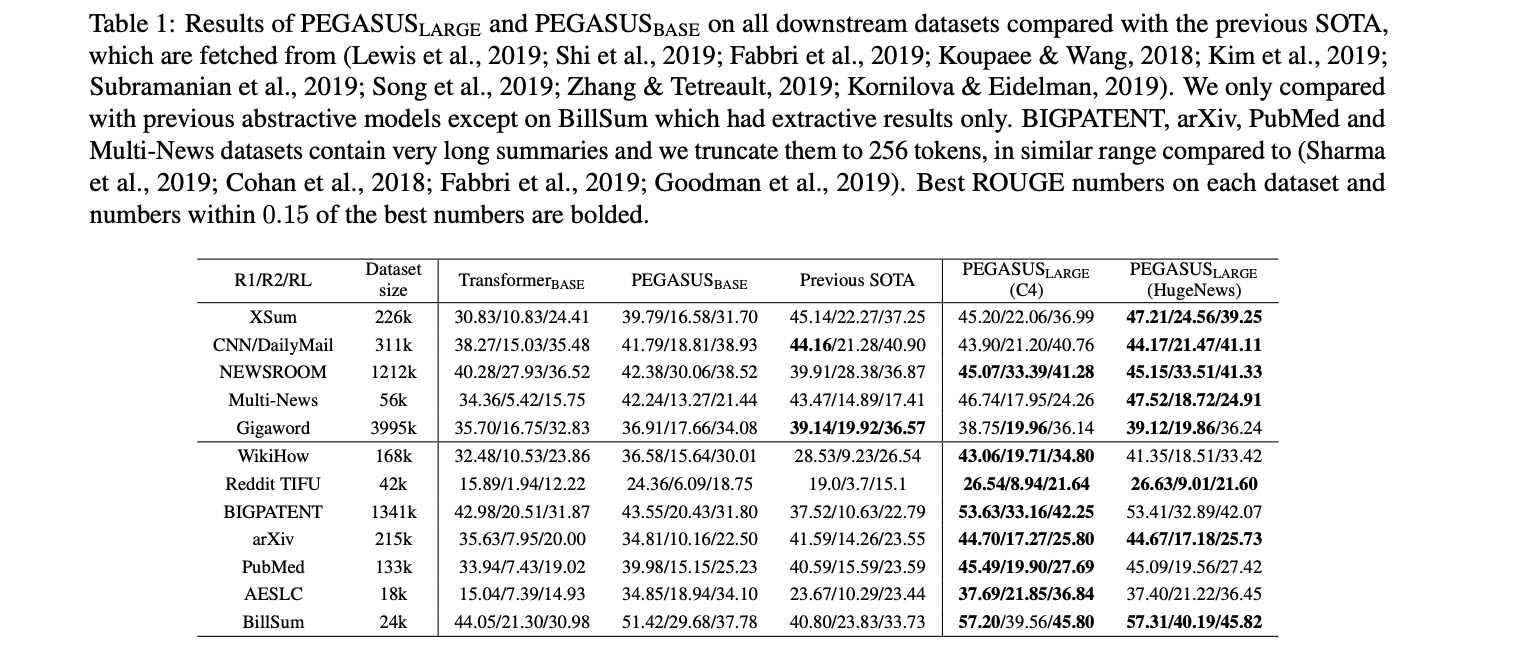 Table 1: Results of PEGASUSLARGE and PEGASUSBASE on all downstream datasets compared with the previous SOTA,
which are fetched from (Lewis et al., 2019; Shi et al., 2019; Fabbri et al., 2019; Koupaee & Wang, 2018; Kim et al., 2019;
Subramanian et al., 2019; Song et al., 2019; Zhang & Tetreault, 2019; Kornilova & Eidelman, 2019). We only compared
with previous abstractive models except on BillSum which had extractive results only. BIGPATENT, arXiv, PubMed and
Multi-News datasets contain very long summaries and we truncate them to 256 tokens, in similar range compared to (Sharma
et al., 2019; Cohan et al., 2018; Fabbri et al., 2019; Goodman et al., 2019). Best ROUGE numbers on each dataset and
numbers within 0.15 of the best numbers are bolded.
R1/R2/RL Dataset size TransformerBASE PEGASUSBASE Previous SOTA PEGASUSLARGE (C4) PEGASUSLARGE (HugeNews)
XSum 226k 30.83/10.83/24.41 39.79/16.58/31.70 45.14/22.27/37.25 45.20/22.06/36.99 47.21/24.56/39.25
CNN/DailyMail 311k 38.27/15.03/35.48 41.79/18.81/38.93 44.16/21.28/40.90 43.90/21.20/40.76 44.17/21.47/41.11
NEWSROOM 1212k 40.28/27.93/36.52 42.38/30.06/38.52 39.91/28.38/36.87 45.07/33.39/41.28 45.15/33.51/41.33
Multi-News 56k 34.36/5.42/15.75 42.24/13.27/21.44 43.47/14.89/17.41 46.74/17.95/24.26 47.52/18.72/24.91
Gigaword 3995k 35.70/16.75/32.83 36.91/17.66/34.08 39.14/19.92/36.57 38.75/19.96/36.14 39.12/19.86/36.24
WikiHow 168k 32.48/10.53/23.86 36.58/15.64/30.01 28.53/9.23/26.54 43.06/19.71/34.80 41.35/18.51/33.42
Reddit TIFU 42k 15.89/1.94/12.22 24.36/6.09/18.75 19.0/3.7/15.1 26.54/8.94/21.64 26.63/9.01/21.60
BIGPATENT 1341k 42.98/20.51/31.87 43.55/20.43/31.80 37.52/10.63/22.79 53.63/33.16/42.25 53.41/32.89/42.07
arXiv 215k 35.63/7.95/20.00 34.81/10.16/22.50 41.59/14.26/23.55 44.70/17.27/25.80 44.67/17.18/25.73
PubMed 133k 33.94/7.43/19.02 39.98/15.15/25.23 40.59/15.59/23.59 45.49/19.90/27.69 45.09/19.56/27.42
AESLC 18k 15.04/7.39/14.93 34.85/18.94/34.10 23.67/10.29/23.44 37.69/21.85/36.84 37.40/21.22/36.45
BillSum 24k 44.05/21.30/30.98 51.42/29.68/37.78 40.80/23.83/33.73 57.20/39.56/45.80 57.31/40.19/45.82